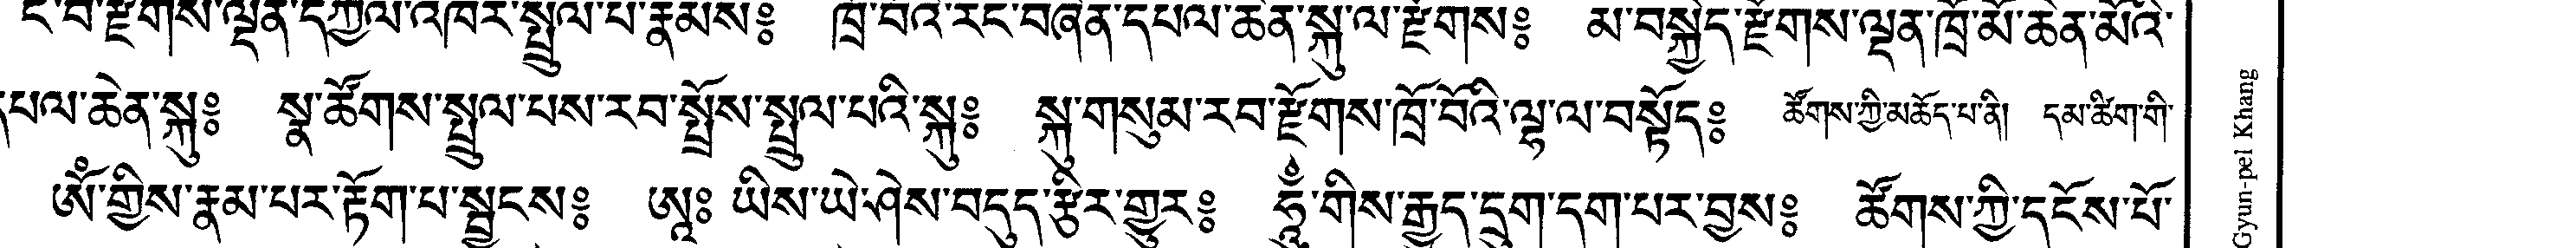 ང་བ་རྫོགས་ལྡན་དཀྱིལ་འཁོར་སྤྲུལ་པ་རྣམས༔ ཁྲོ་བོའི་རང་བཞིན་དཔལ་ཆེན་སྐུ་ལ་རྫོགས༔ མ་བསྐྱེད་རྫོགས་ལྡན་ཁྲོ་མོ་ཆེན་མོའི་
དཔལ་ཆེན་སྐུ༔ སྣ་ཚོགས་སྤྲུལ་པས་རབ་སྤྲོས་སྤྲུལ་པའི་སྐུ༔ སྐུ་གསུམ་རབ་རྫོགས་ཁྲོ་བོའི་ལྷ་ལ་བསྟོད༔ ཚོགས་ཀྱི་མཆོད་པ་ནི། དམ་ཚིག་གི་
ཨོཾ་གྱིས་རྣམ་པར་རྟོག་པ་སྦྱངས༔ ཨཱཿ ཡིས་ཡེ་ཤེས་བདུད་རྩིར་གྱུར༔ ཧཱུྃ་གིས་རྒྱུད་དྲུག་དག་པར་བྱས༔ ཚོགས་ཀྱི་དངོས་པོ་
Gyun-pel Khang